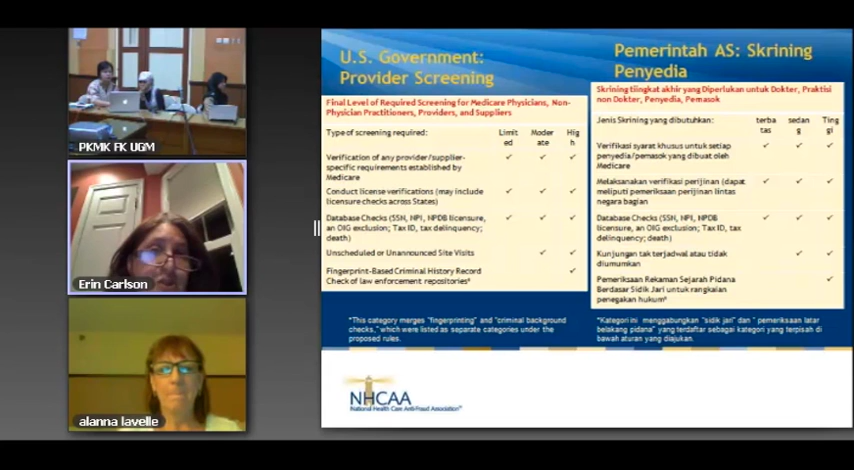 PKMK FK UGM
Erin Carlson
alanna lavelle
U.S. Government:
Provider Screening
Final Level of Required Screening for Medicare Physicians, Non-
Physician Practitioners, Providers, and Suppliers
Type of screening required:
Limit
ed
Moder
ate
Hig
h
Verification of any provider/supplier-
specific requirements established by
Medicare
✓ ✓ ✓
Conduct license verifications (may include
licensure checks across States)
✓ ✓ ✓
Database Checks (SSN, NPI, NPDB licensure,
an OIG exclusion; Tax ID, tax delinquency;
death)
✓ ✓ ✓
Unscheduled or Unannounced Site Visits
✓ ✓
Fingerprint-Based Criminal History Record
Check of law enforcement repositories*
✓
*This category merges "fingerprinting" and "criminal background
checks," which were listed as separate categories under the
proposed rules.
Pemerintah AS: Skrining
Penyedia
Skrining tlingkat akhir yang Diperlukan untuk Dokter, Praktisi
non Dokter, Penyedia, Pemasok
Jenis Skrining yang dibutuhkan:
terba
tas
sedan
g
Ting
gi
Verifikasi syarat khusus untuk setiap
penyedia/pemasok yang dibuat oleh
Medicare
✓ ✓ ✓
Melaksanakan verifikasi perijinan (dapat
meliputi pemeriksaan perijinan lintas
negara bagian
✓ ✓ ✓
Database Checks (SSN, NPI, NPDB
licensure, an OIG exclusion; Tax ID, tax
delinquency; death)
✓ ✓ ✓
Kunjungan tak terjadwal atau tidak
diumumkan
✓ ✓
Pemeriksaan Rekaman Sejarah Pidana
Berdasar Sidik Jari untuk rangkaian
penegakan hukum*
✓
*Kategori ini menggabungkan "sidik jari" dan " pemeriksaan latar
belakang pidana" yang terdaftar sebagai kategori yang terpisah di
bawah aturan yang diajukan.
NHCAA
National Health Care Anti-Fraud Association